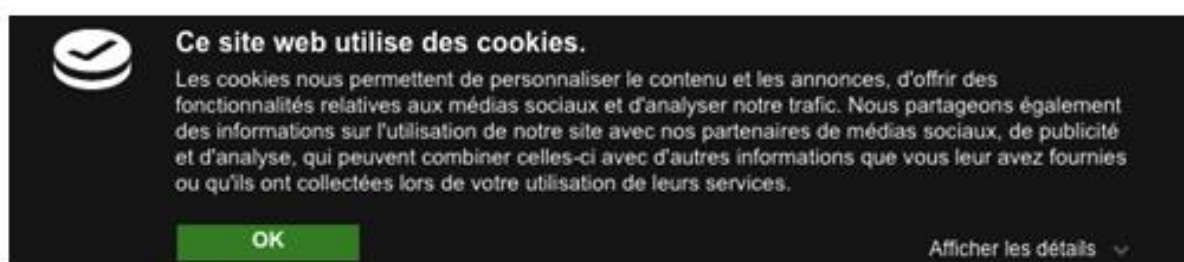 Ce site web utilise des cookies.
Les cookies nous permettent de personnaliser le contenu et les annonces, d'offrir des
fonctionnalités relatives aux médias sociaux et d'analyser notre trafic. Nous partageons également
des informations sur l'utilisation de notre site avec nos partenaires de médias sociaux, de publicité
et d'analyse, qui peuvent combiner celles-ci avec d'autres informations que vous leur avez fournies
ou qu'ils ont collectées lors de votre utilisation de leurs services.
OK
Afficher les détails